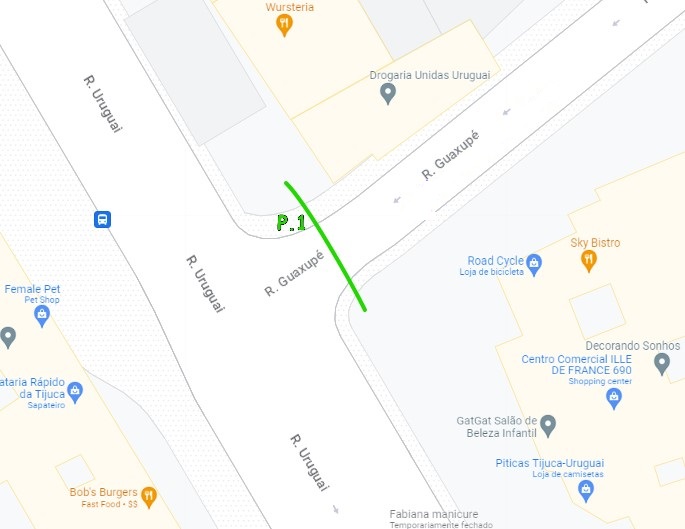 Wursteria
Drogaria Unidas Uruguai
R. Uruguai
R. Guaxupé
P.1
Sky Bistro
R. Guaxupé
Road Cycle
Loja de bicicleta
R. Uruguai
Female Pet
Pet Shop
Decorando Sonhos
Centro Comercial ILLE
DE FRANCE 690
Shopping center
ataria Rápido
da Tijuca
Sapateiro
GatGat Salão de
Beleza Infantil
R. Uruguai
Piticas Tijuca-Uruguai
Loja de camisetas
Bob's Burgers
Fast Food • $$
Fabiana manicure
Temporariamente fechado